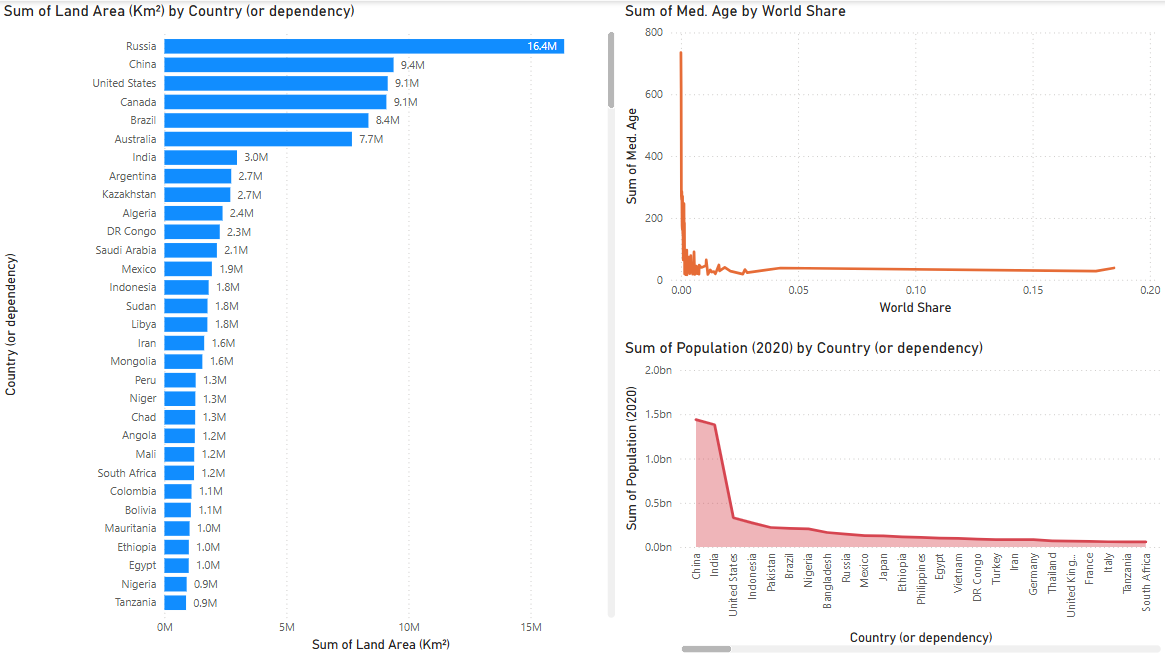 Sum of Land Area (Km²) by Country (or dependency)
Country (or dependency)
Russia 16.4M
China 9.4M
United States 9.1M
Canada 9.1M
Brazil 8.4M
Australia 7.7M
India 3.0M
Argentina 2.7M
Kazakhstan 2.7M
Algeria 2.4M
DR Congo 2.3M
Saudi Arabia 2.1M
Mexico 1.9M
Indonesia 1.8M
Sudan 1.8M
Libya 1.8M
Iran 1.6M
Mongolia 1.6M
Peru 1.3M
Niger 1.3M
Chad 1.3M
Angola 1.2M
Mali 1.2M
South Africa 1.2M
Colombia 1.1M
Bolivia 1.1M
Mauritania 1.0M
Ethiopia 1.0M
Egypt 1.0M
Nigeria 0.9M
Tanzania 0.9M
0M 5M 10M 15M
Sum of Land Area (Km²)
Sum of Med. Age by World Share
Sum of Med. Age
800
600
400
200
0
0.00 0.05 0.10 0.15 0.20
World Share
Sum of Population (2020) by Country (or dependency)
Sum of Population (2020)
2.0bn
1.5bn
1.0bn
0.5bn
0.0bn
China
India
United States
Indonesia
Pakistan
Brazil
Nigeria
Bangladesh
Russia
Mexico
Japan
Ethiopia
Philippines
Egypt
Vietnam
DR Congo
Turkey
Iran
Germany
Thailand
United King...
France
Italy
Tanzania
South Africa
Country (or dependency)